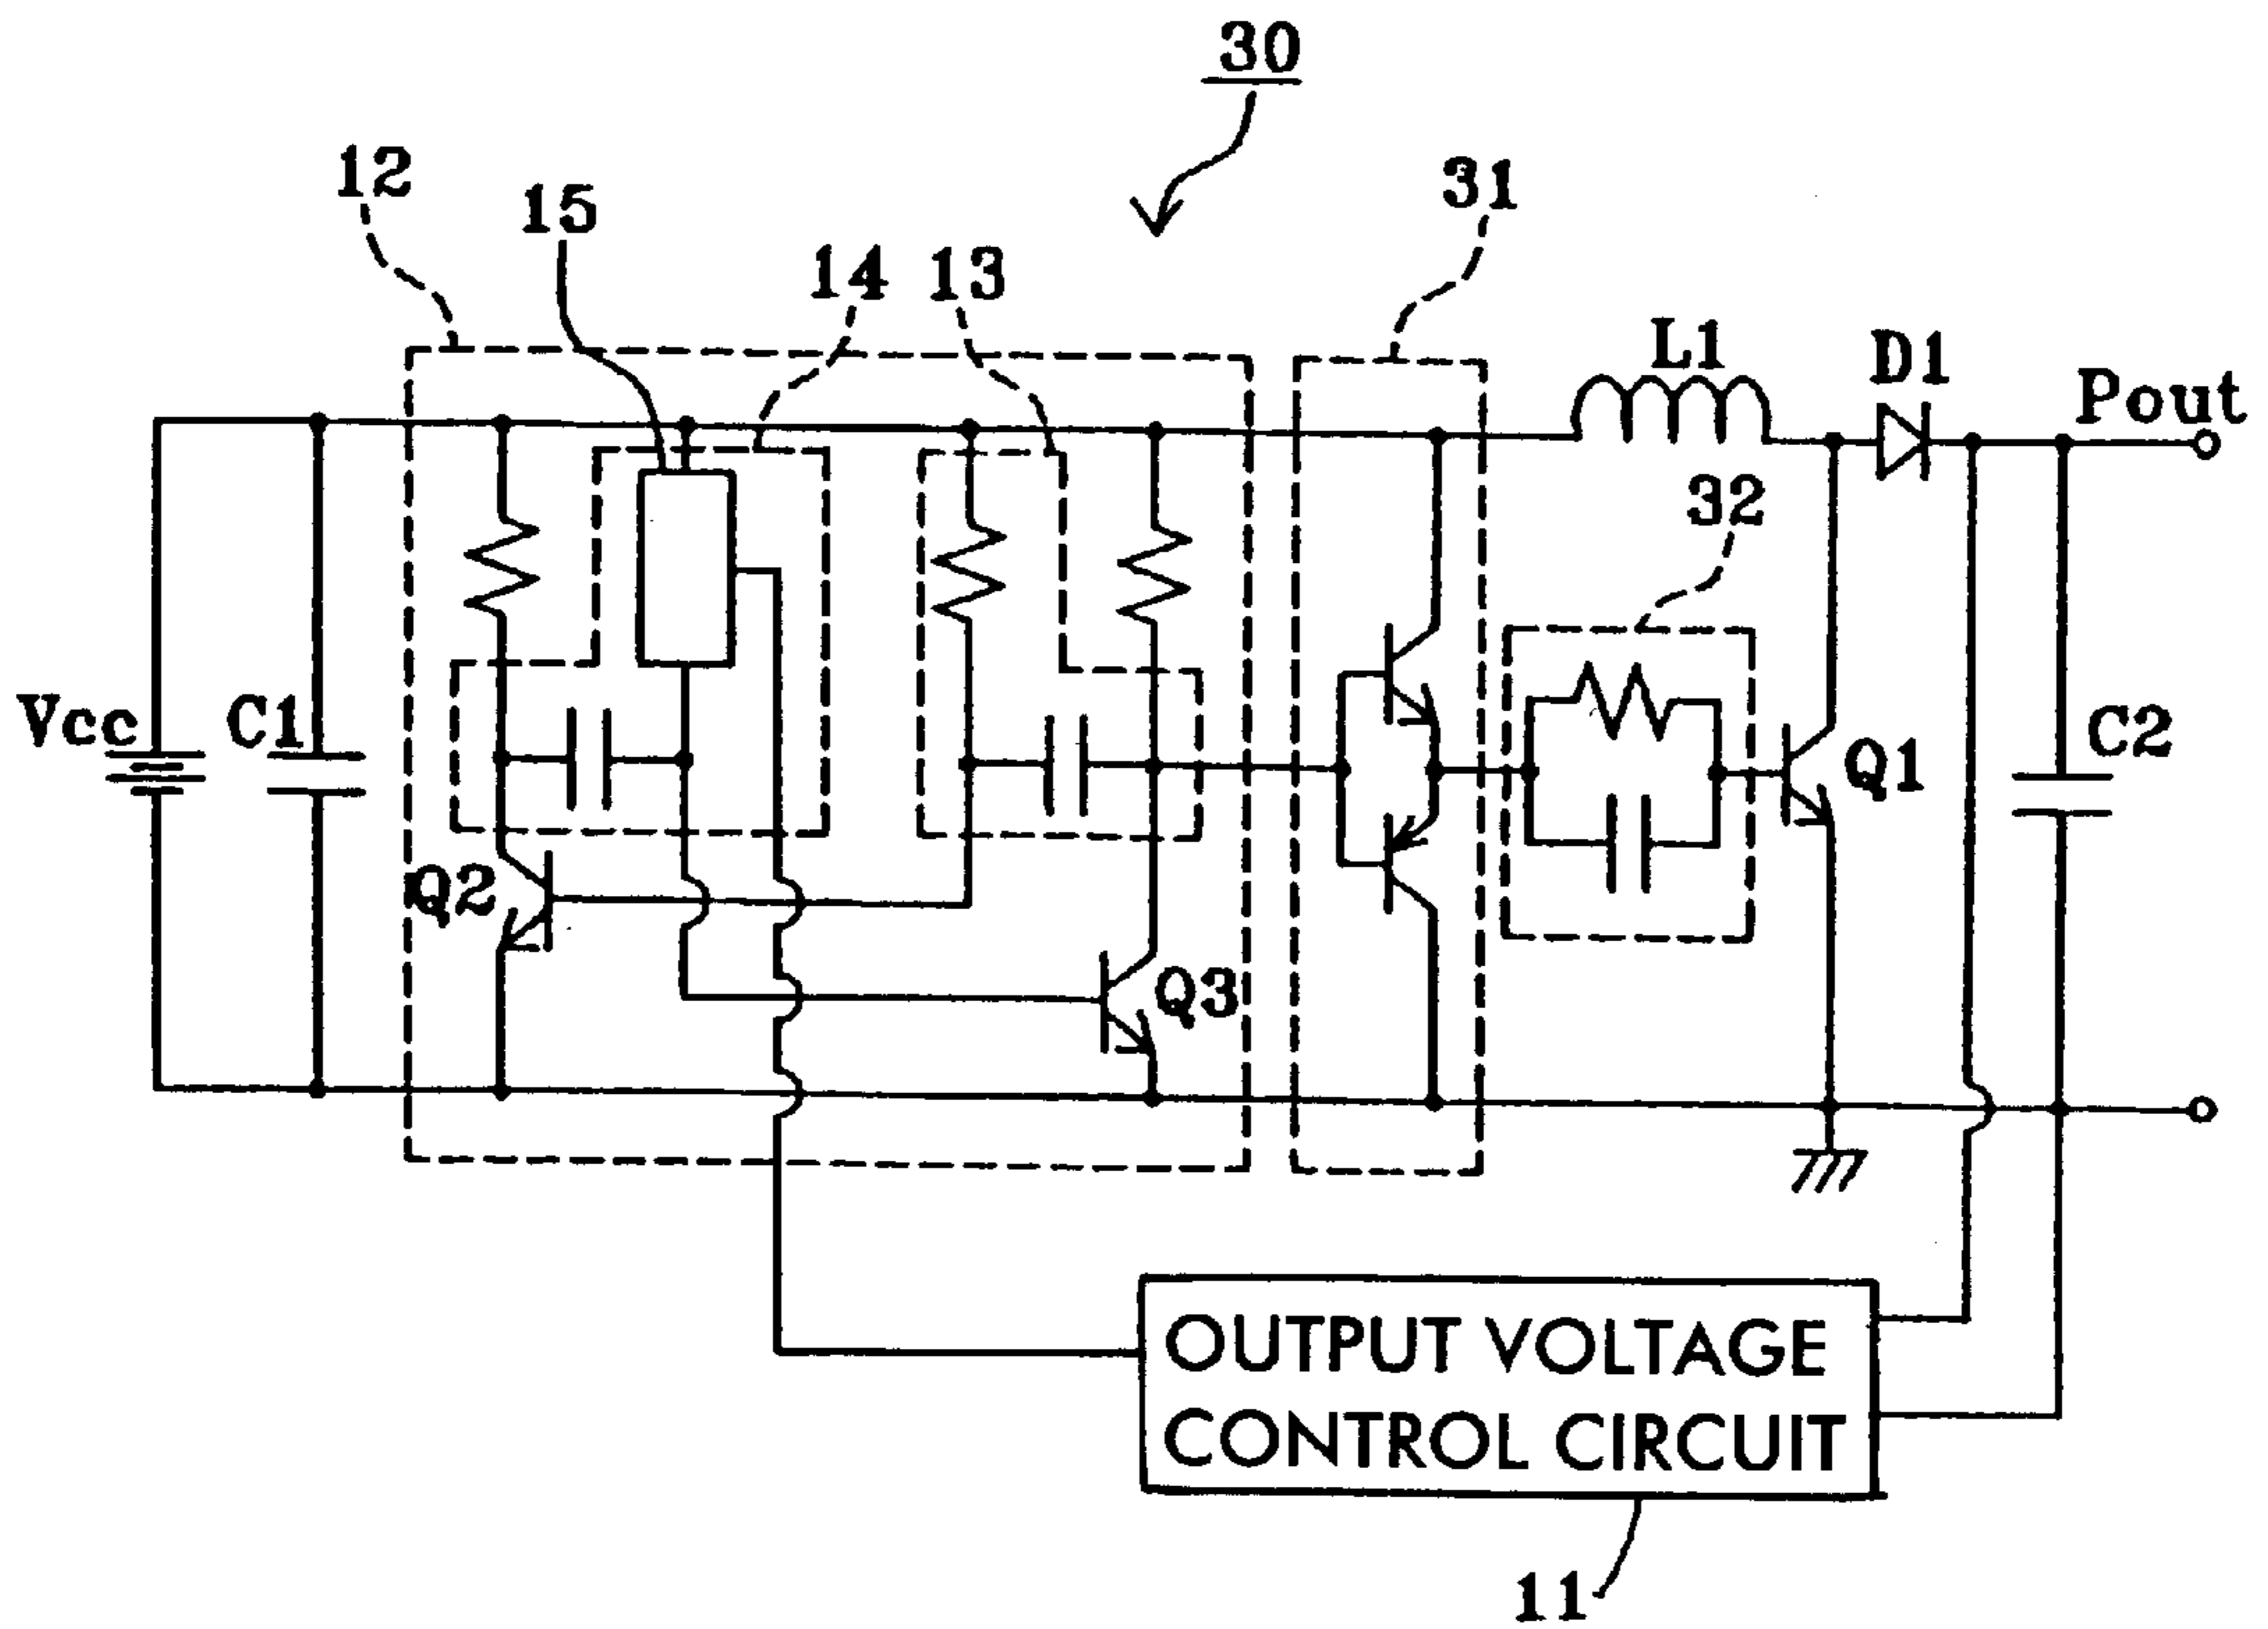 30
12
15
14
13
31
L1
D1
Pout
32
Vcc
C1
C2
Q1
Q2
Q3
OUTPUT VOLTAGE
CONTROL CIRCUIT
11